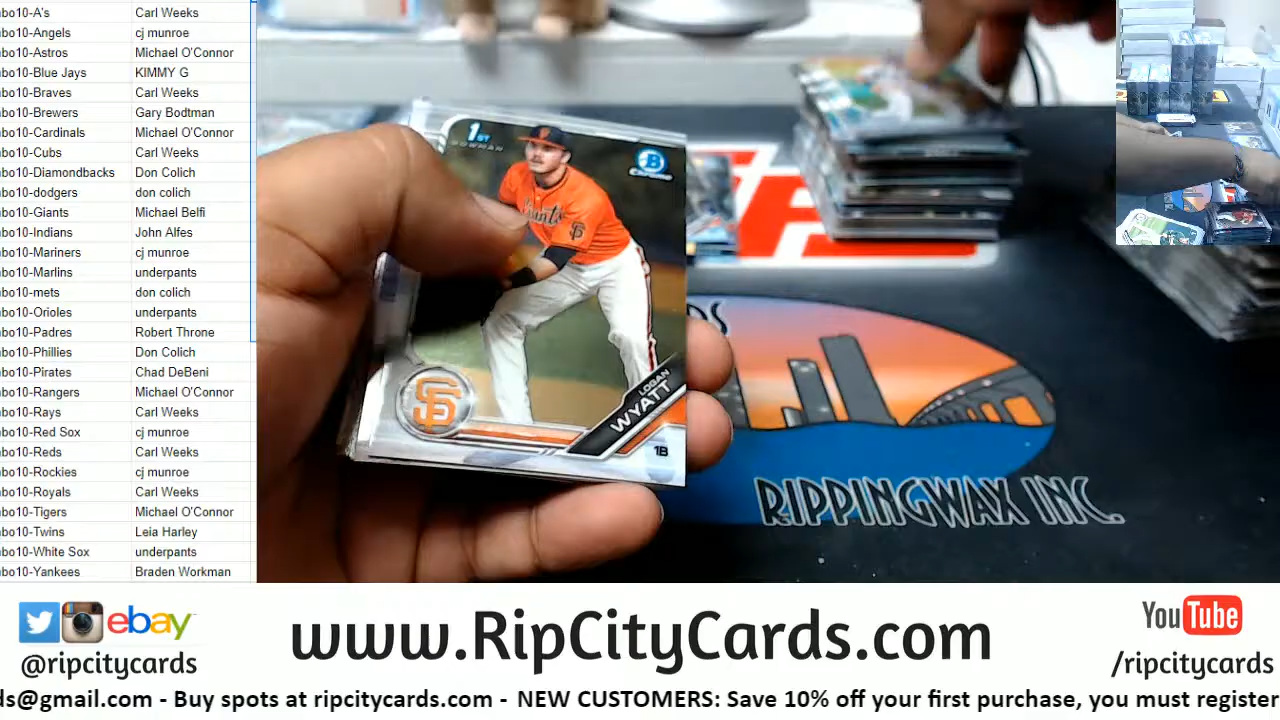 bo10-A's Carl Weeks
bo10-Angels cj munroe
bo10-Astros Michael O'Connor
bo10-Blue Jays KIMMY G
bo10-Braves Carl Weeks
bo10-Brewers Gary Bodtman
bo10-Cardinals Michael O'Connor
bo10-Cubs Carl Weeks
bo10-Diamondbacks Don Colich
bo10-dodgers don colich
bo10-Giants Michael Belfi
bo10-Indians John Alfes
bo10-Mariners cj munroe
bo10-Marlins underpants
bo10-mets don colich
bo10-Orioles underpants
bo10-Padres Robert Throne
bo10-Phillies Don Colich
bo10-Pirates Chad DeBeni
bo10-Rangers Michael O'Connor
bo10-Rays Carl Weeks
bo10-Red Sox cj munroe
bo10-Reds Carl Weeks
bo10-Rockies cj munroe
bo10-Royals Carl Weeks
bo10-Tigers Michael O'Connor
bo10-Twins Leia Harley
bo10-White Sox underpants
bo10-Yankees Braden Workman
1ST
BOWMAN
B
Chrome
SF
SF
LOGAN
WYATT
1B
DS
RIPPINGWAX INC.
ebay
@ripcitycards
www.RipCityCards.com
YouTube
/ripcitycards
ds@gmail.com - Buy spots at ripcitycards.com - NEW CUSTOMERS: Save 10% off your first purchase, you must register